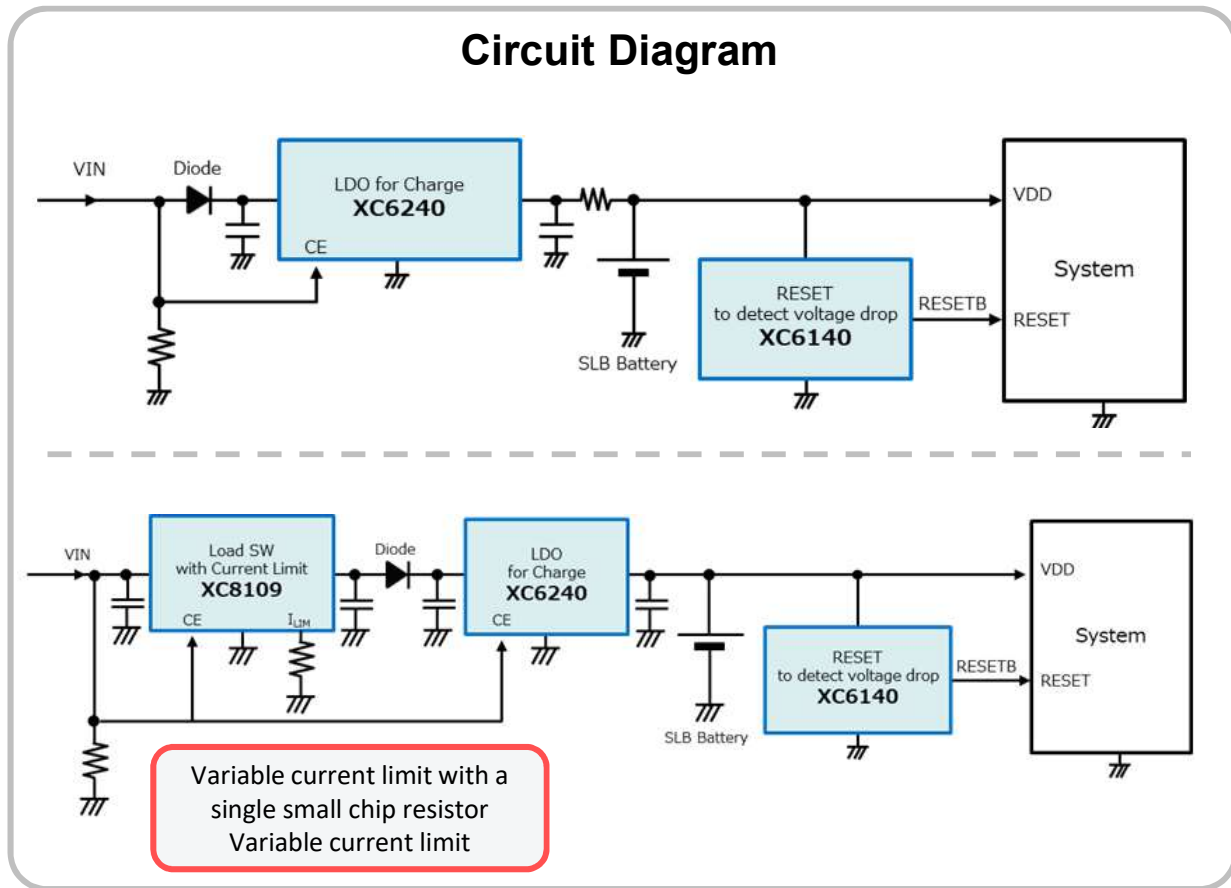 Circuit Diagram
VIN
Diode
LDO for Charge
XC6240
CE
VDD
System
RESET
to detect voltage drop
XC6140
RESETB
RESET
SLB Battery
VIN
Load SW
with Current Limit
XC8109
CE
ILIM
Diode
LDO
for Charge
XC6240
CE
VDD
System
RESET
to detect voltage drop
XC6140
RESETB
RESET
SLB Battery
Variable current limit with a
single small chip resistor
Variable current limit